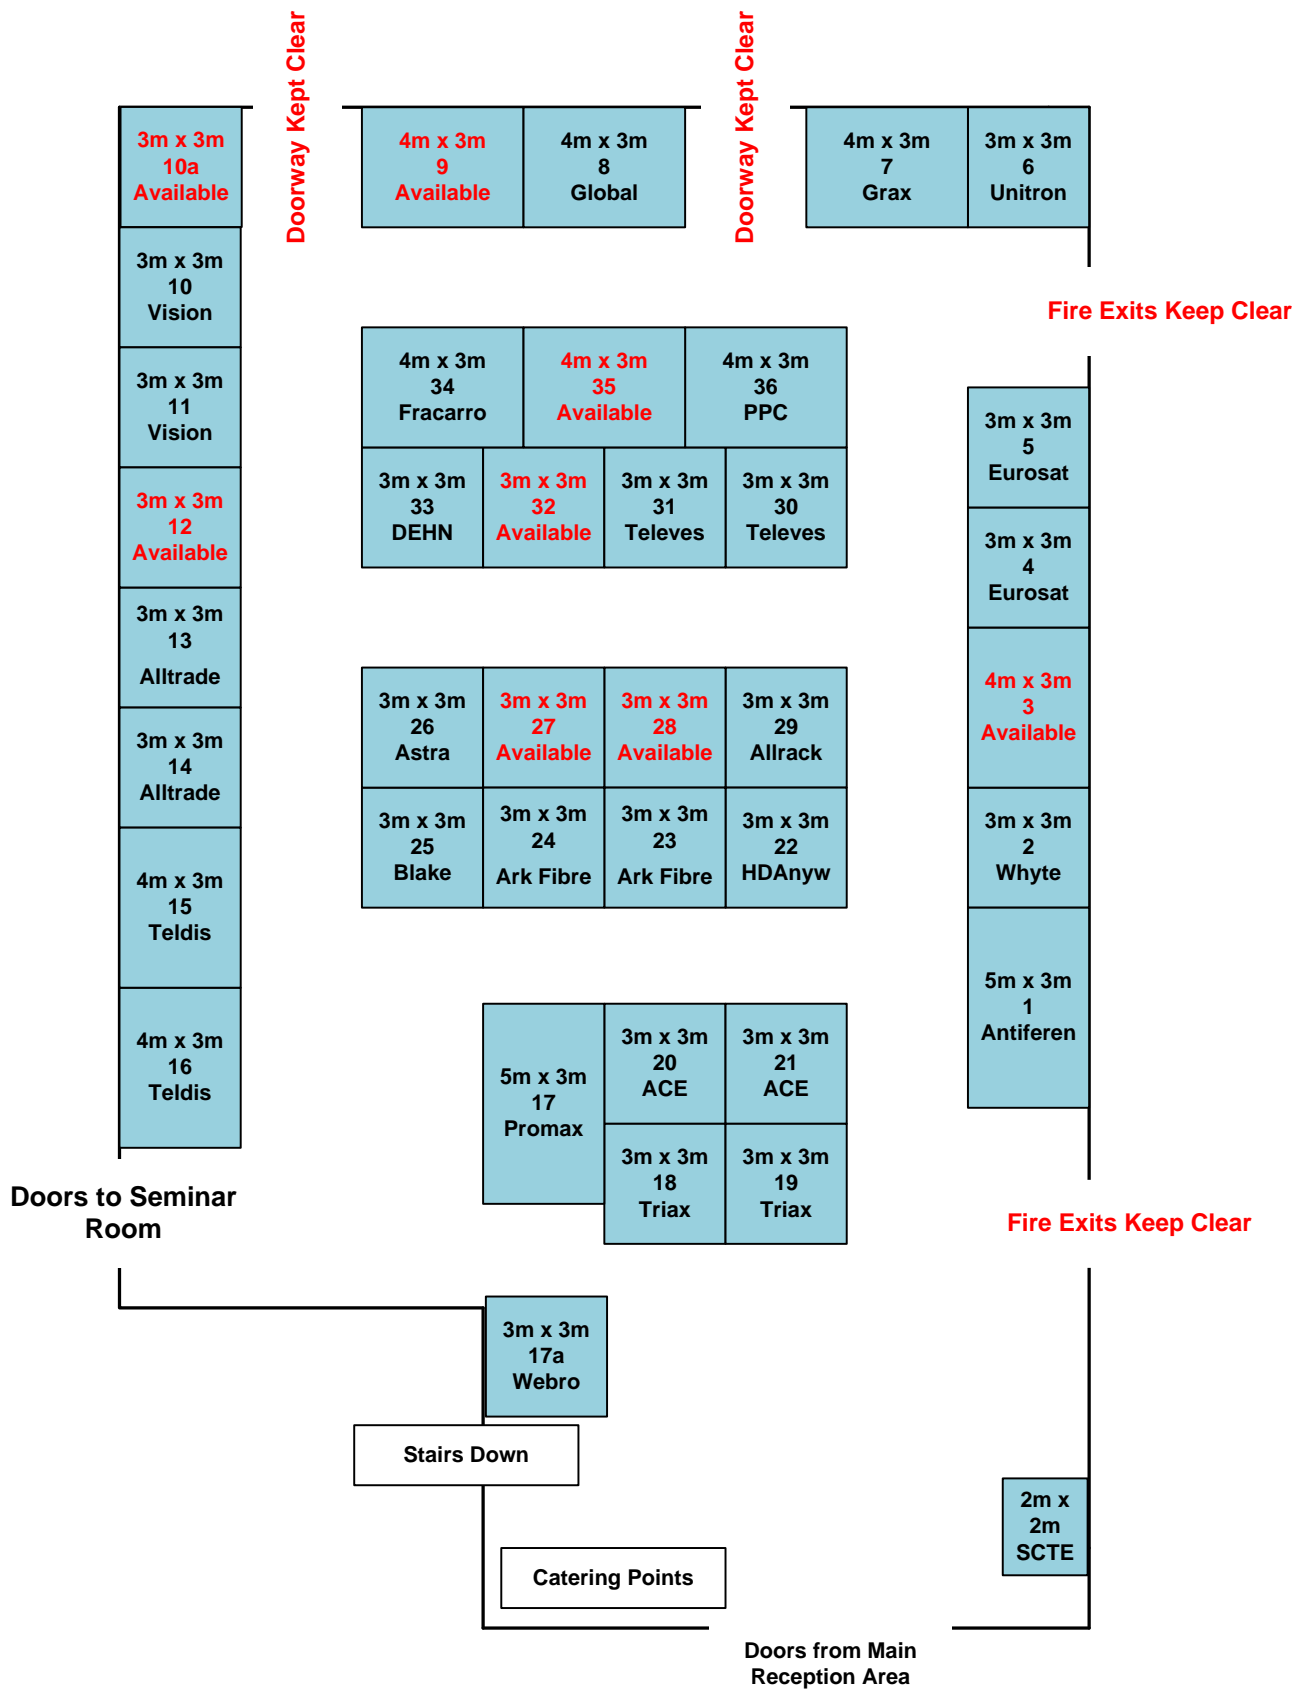 Doorway Kept Clear
Doorway Kept Clear
3m x 3m
10a
Available
4m x 3m
9
Available
4m x 3m
8
Global
4m x 3m
7
Grax
3m x 3m
6
Unitron
3m x 3m
10
Vision
Fire Exits Keep Clear
3m x 3m
11
Vision
4m x 3m
34
Fracarro
4m x 3m
35
Available
4m x 3m
36
PPC
3m x 3m
5
Eurosat
3m x 3m
12
Available
3m x 3m
33
DEHN
3m x 3m
32
Available
3m x 3m
31
Televes
3m x 3m
30
Televes
3m x 3m
4
Eurosat
3m x 3m
13
Alltrade
4m x 3m
3
Available
3m x 3m
14
Alltrade
3m x 3m
26
Astra
3m x 3m
27
Available
3m x 3m
28
Available
3m x 3m
29
Allrack
3m x 3m
25
Blake
3m x 3m
24
Ark Fibre
3m x 3m
23
Ark Fibre
3m x 3m
22
HDAnyw
3m x 3m
2
Whyte
4m x 3m
15
Teldis
5m x 3m
1
Antiferen
4m x 3m
16
Teldis
5m x 3m
17
Promax
3m x 3m
20
ACE
3m x 3m
21
ACE
3m x 3m
18
Triax
3m x 3m
19
Triax
Doors to Seminar
Room
Fire Exits Keep Clear
3m x 3m
17a
Webro
Stairs Down
2m x
2m
SCTE
Catering Points
Doors from Main
Reception Area